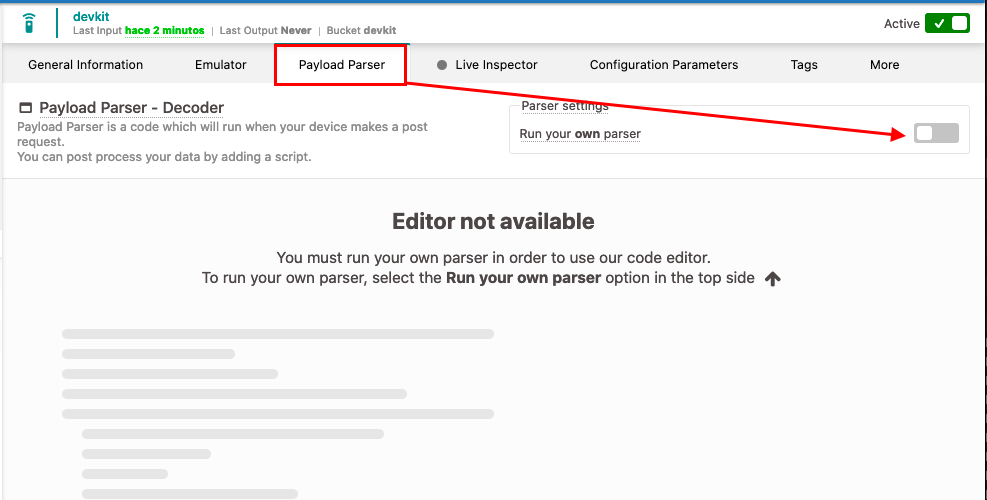 devkit
Last Input hace 2 minutos | Last Output Never | Bucket devkit
Active
General Information Emulator Payload Parser Live Inspector Configuration Parameters Tags More
Payload Parser - Decoder
Payload Parser is a code which will run when your device makes a post
request.
You can post process your data by adding a script.
Parser settings
Run your own parser
Editor not available
You must run your own parser in order to use our code editor.
To run your own parser, select the Run your own parser option in the top side